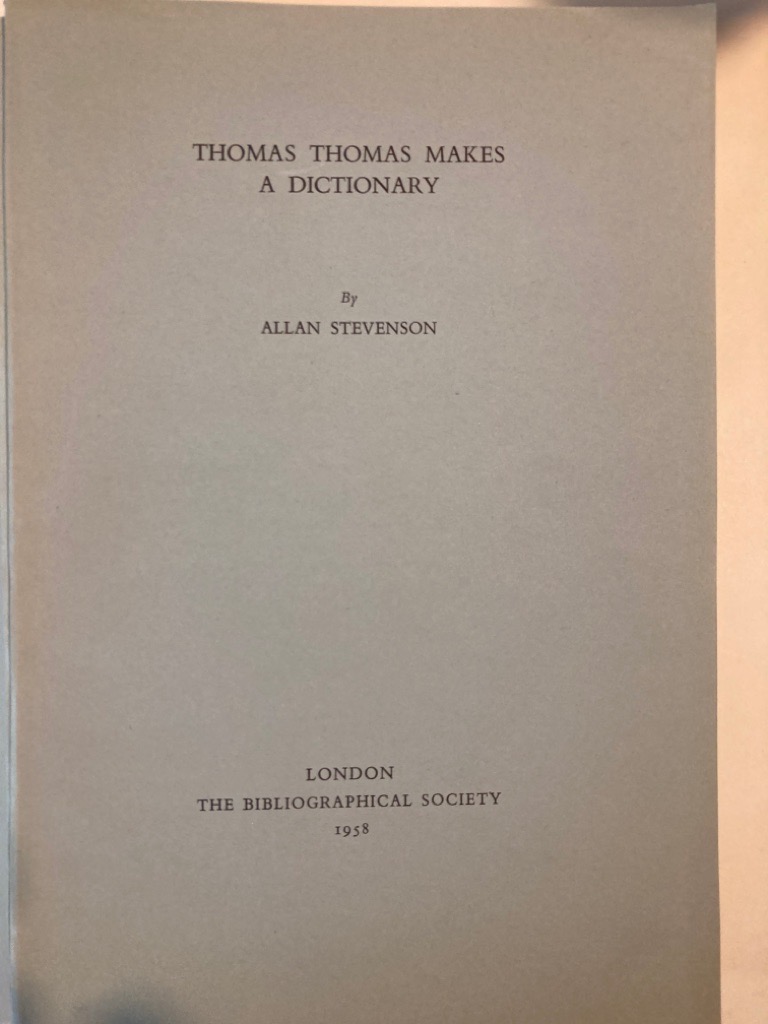 THOMAS THOMAS MAKES
A DICTIONARY
By
ALLAN STEVENSON
LONDON
THE BIBLIOGRAPHICAL SOCIETY
1958